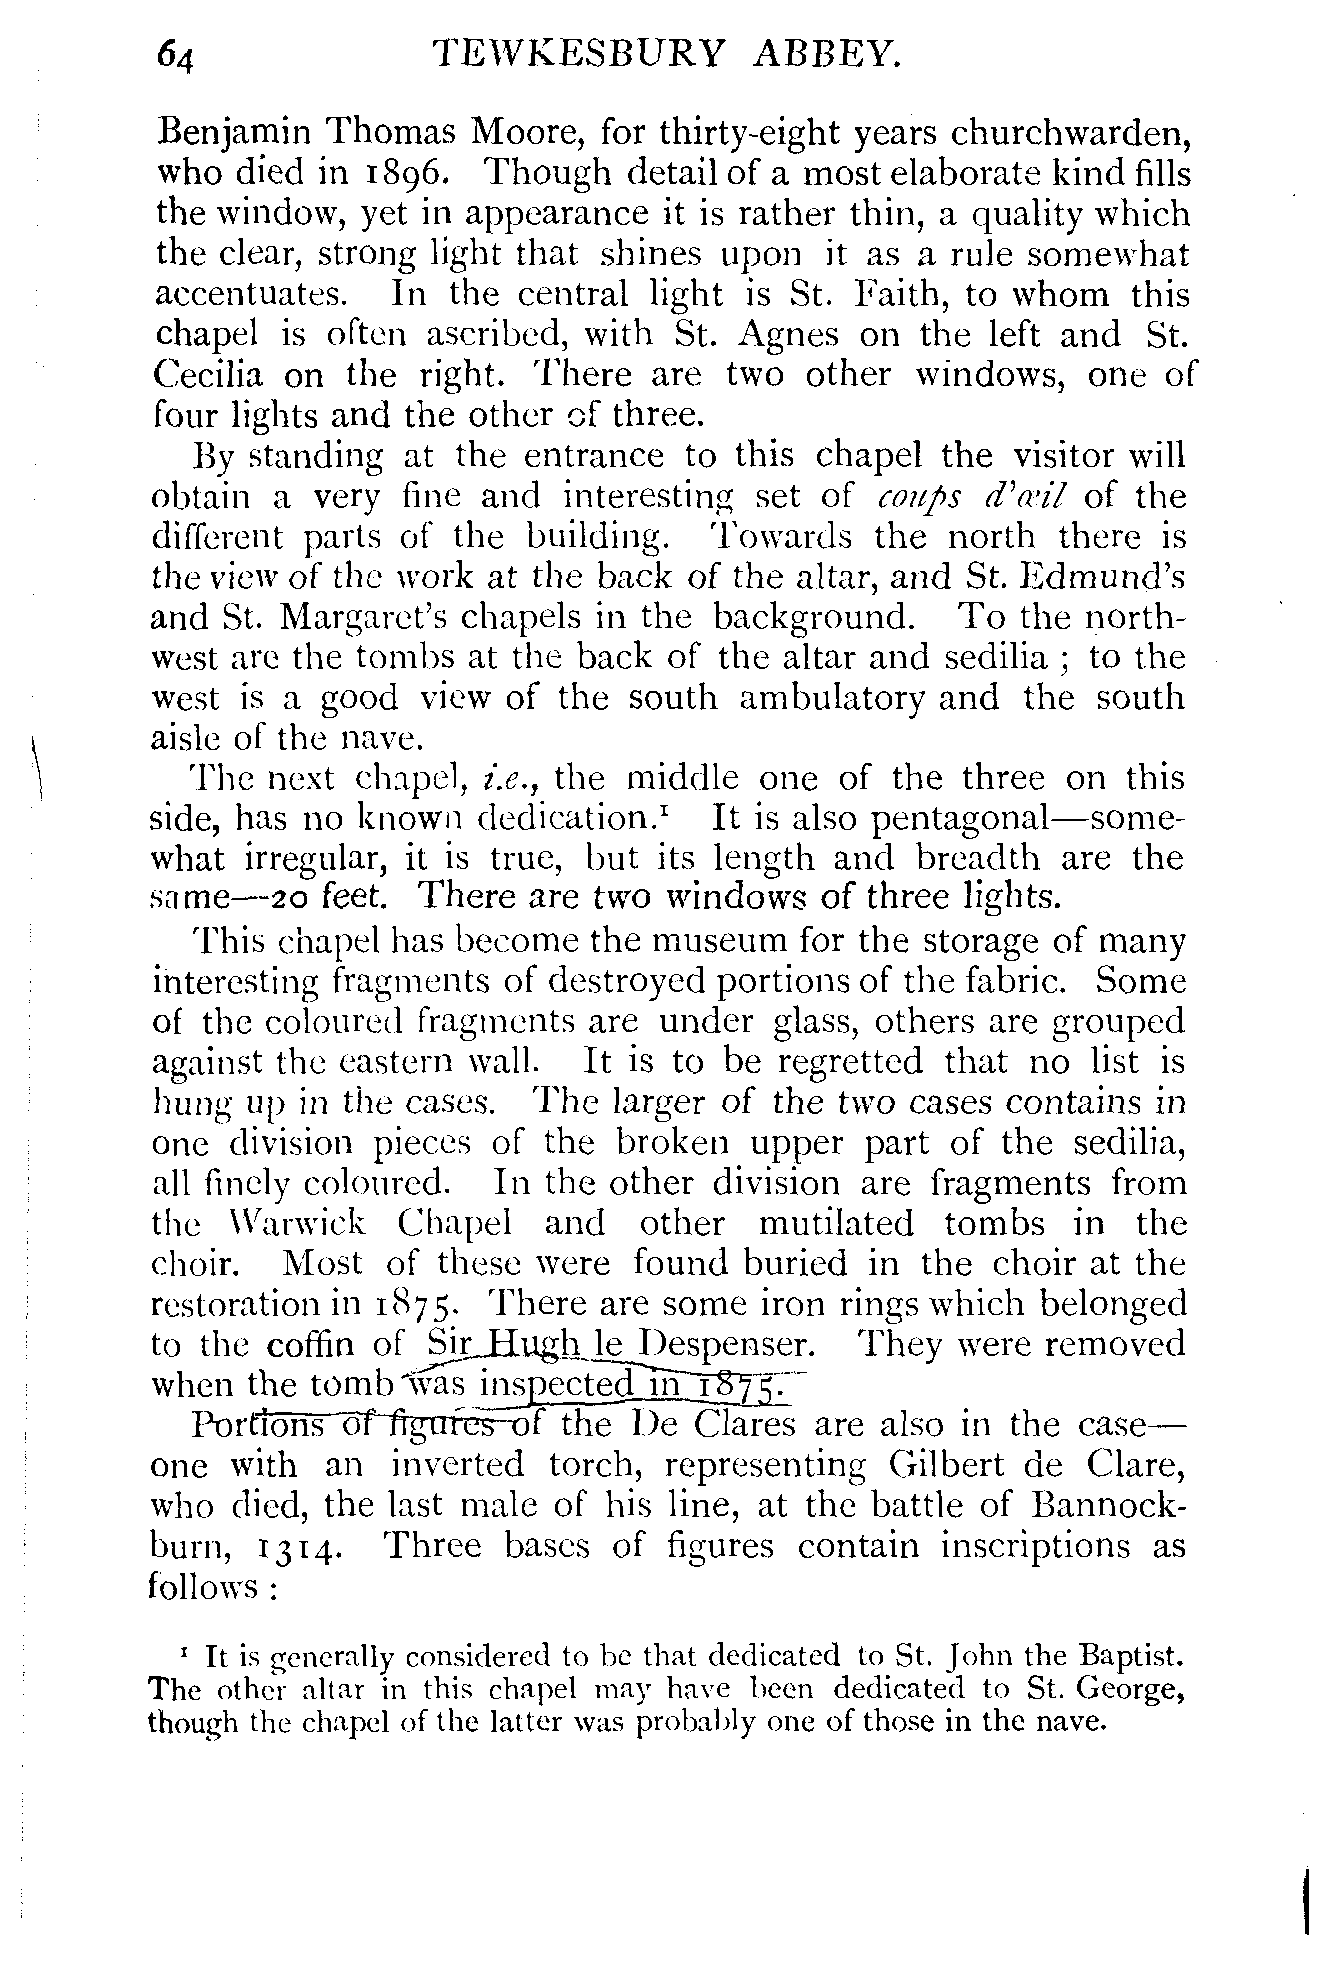 64 TEWKESBURY ABBEY.
Benjamin Thomas Moore, for thirty-eight years churchwarden,
who died in 1896. Though detail of a most elaborate kind fills
the window, yet in appearance it is rather thin, a quality which
the clear, strong light that shines upon it as a rule somewhat
accentuates. In the central light is St. Faith, to whom this
chapel is often ascribed, with St. Agnes on the left and St.
Cecilia on the right. There are two other windows, one of
four lights and the other of three.
By standing at the entrance to this chapel the visitor will
obtain a very fine and interesting set of coups d'œil of the
different parts of the building. Towards the north there is
the view of the work at the back of the altar, and St. Edmund's
and St. Margaret's chapels in the background. To the north-
west are the tombs at the back of the altar and sedilia ; to the
west is a good view of the south ambulatory and the south
aisle of the nave.
The next chapel, i.e., the middle one of the three on this
side, has no known dedication.¹ It is also pentagonal—some-
what irregular, it is true, but its length and breadth are the
same—20 feet. There are two windows of three lights.
This chapel has become the museum for the storage of many
interesting fragments of destroyed portions of the fabric. Some
of the coloured fragments are under glass, others are grouped
against the eastern wall. It is to be regretted that no list is
hung up in the cases. The larger of the two cases contains in
one division pieces of the broken upper part of the sedilia,
all finely coloured. In the other division are fragments from
the Warwick Chapel and other mutilated tombs in the
choir. Most of these were found buried in the choir at the
restoration in 1875. There are some iron rings which belonged
to the coffin of Sir Hugh le Despenser. They were removed
when the tomb was inspected in 1875.
Portions of figures of the De Clares are also in the case—
one with an inverted torch, representing Gilbert de Clare,
who died, the last male of his line, at the battle of Bannock-
burn, 1314. Three bases of figures contain inscriptions as
follows :
¹ It is generally considered to be that dedicated to St. John the Baptist.
The other altar in this chapel may have been dedicated to St. George,
though the chapel of the latter was probably one of those in the nave.